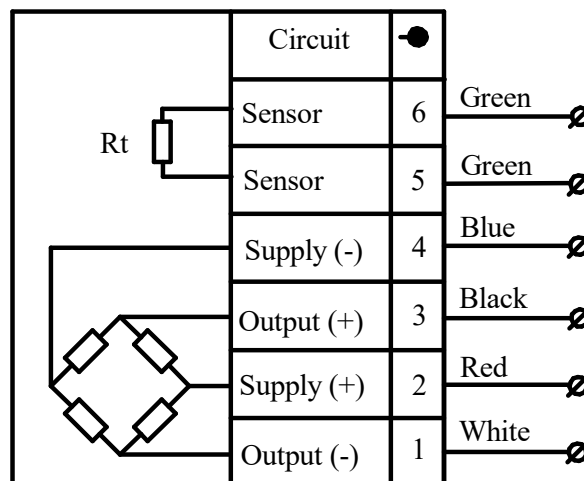 Circuit
Sensor 6 Green
Rt
Sensor 5 Green
Supply (-) 4 Blue
Output (+) 3 Black
Supply (+) 2 Red
Output (-) 1 White